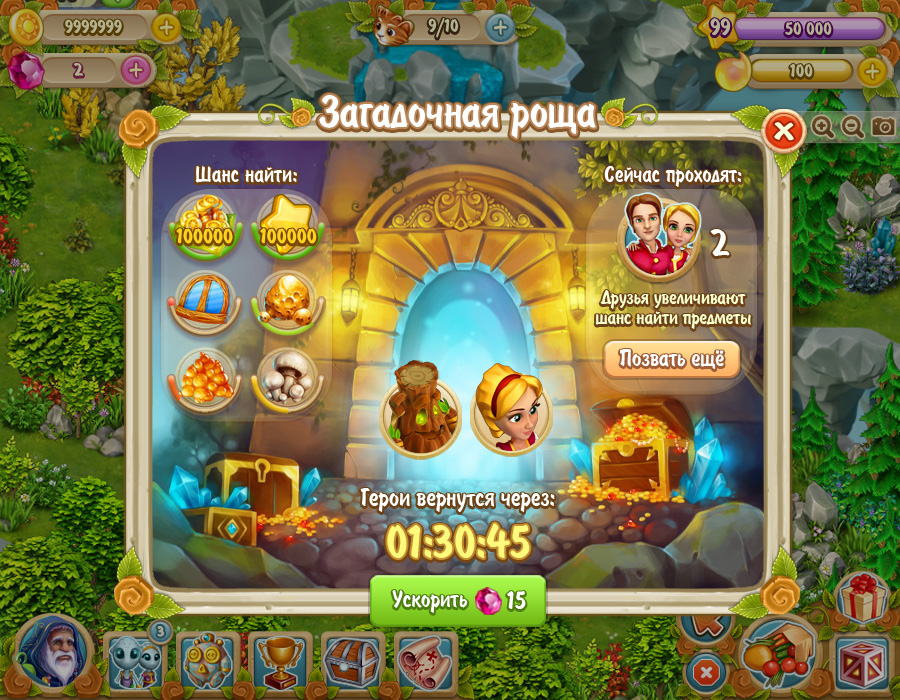 9999999
9/10
99
50 000
2
100
Загадочная роща
Шанс найти:
100000
100000
Сейчас проходят:
2
Друзья увеличивают
шанс найти предметы
Позвать ещё
Герои вернутся через:
01:30:45
Ускорить 15
3